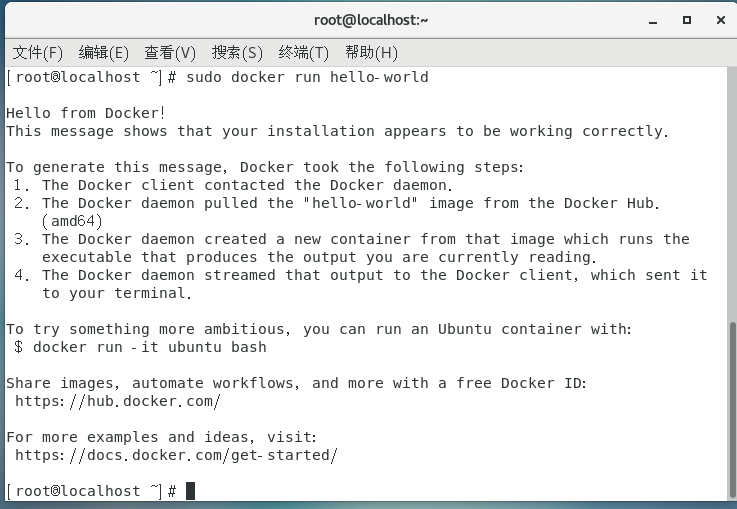 root@localhost:~
文件(F) 编辑(E) 查看(V) 搜索(S) 终端(T) 帮助(H)
[root@localhost ~]# sudo docker run hello-world
Hello from Docker!
This message shows that your installation appears to be working correctly.
To generate this message, Docker took the following steps:
1. The Docker client contacted the Docker daemon.
2. The Docker daemon pulled the "hello-world" image from the Docker Hub.
(amd64)
3. The Docker daemon created a new container from that image which runs the
executable that produces the output you are currently reading.
4. The Docker daemon streamed that output to the Docker client, which sent it
to your terminal.
To try something more ambitious, you can run an Ubuntu container with:
$ docker run -it ubuntu bash
Share images, automate workflows, and more with a free Docker ID:
https://hub.docker.com/
For more examples and ideas, visit:
https://docs.docker.com/get-started/
[root@localhost ~]#